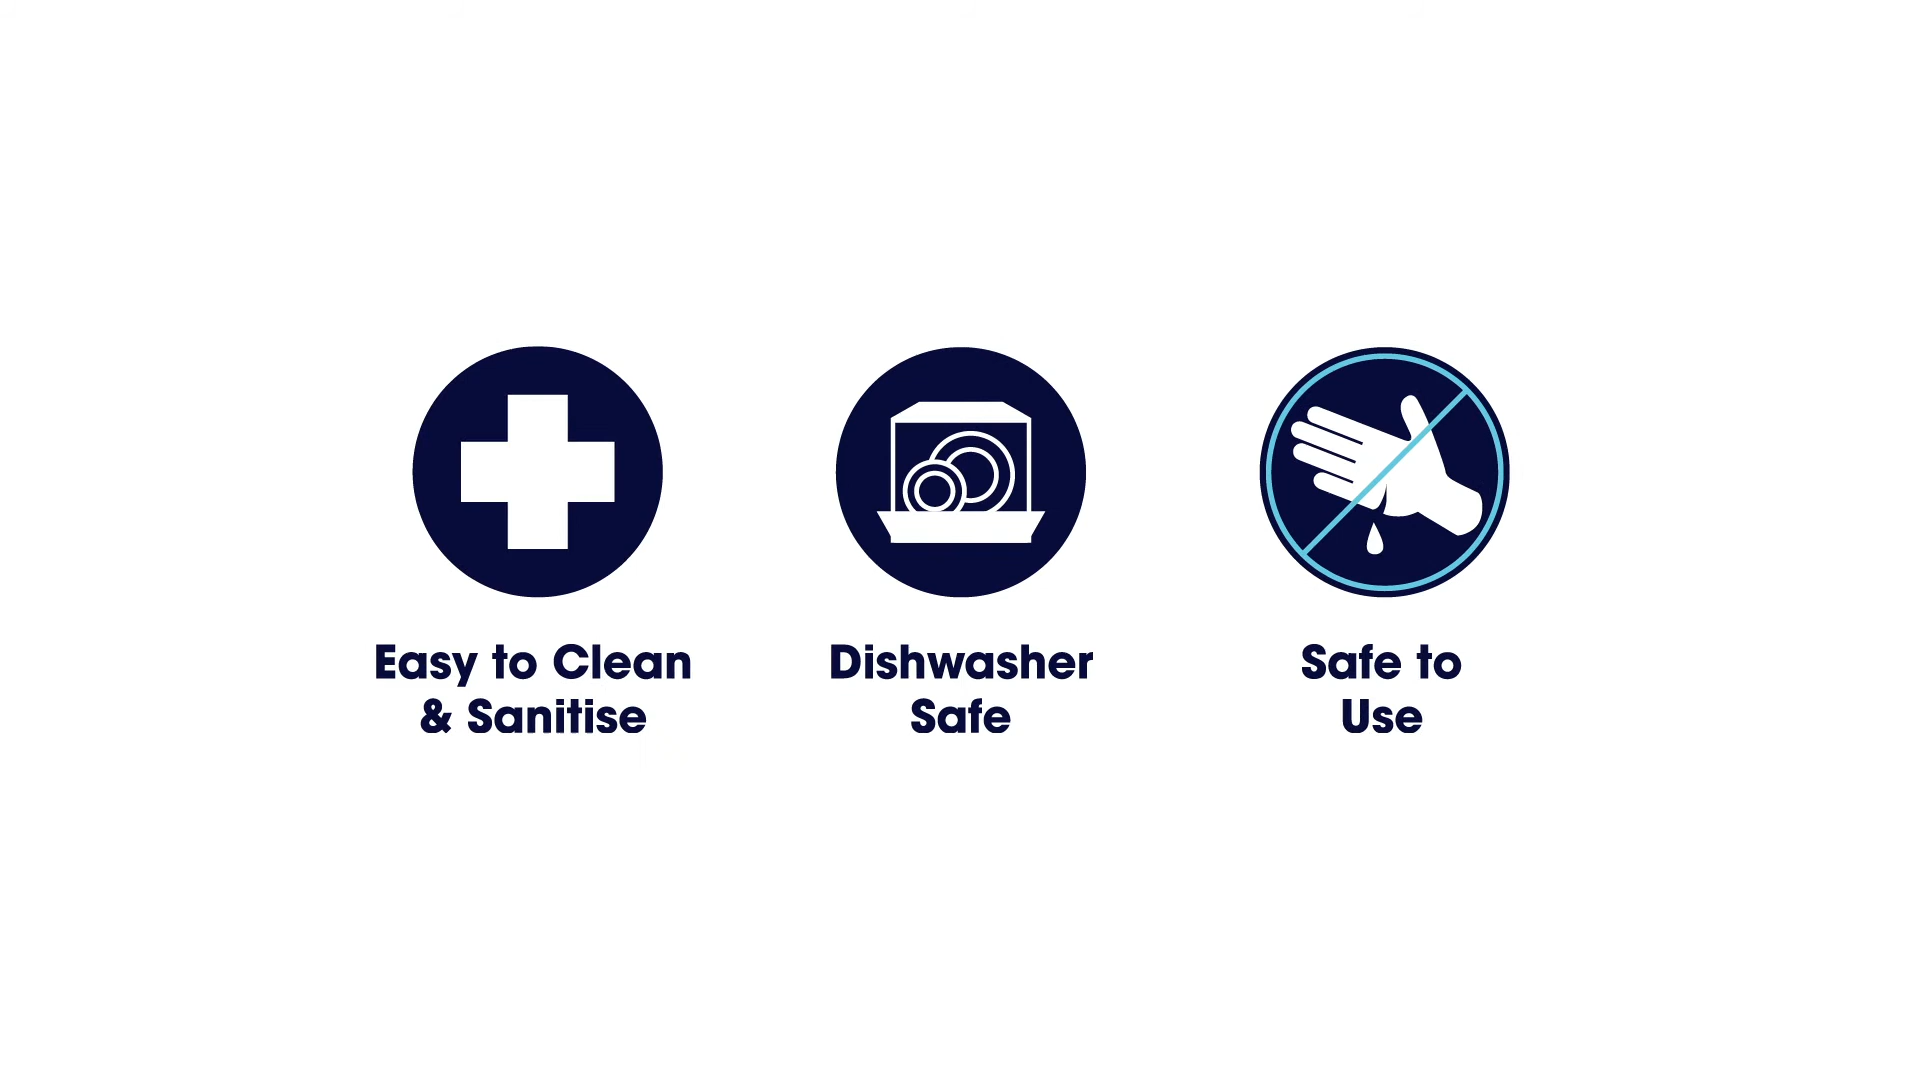 Easy to Clean
& Sanitise
Dishwasher
Safe
Safe to
Use